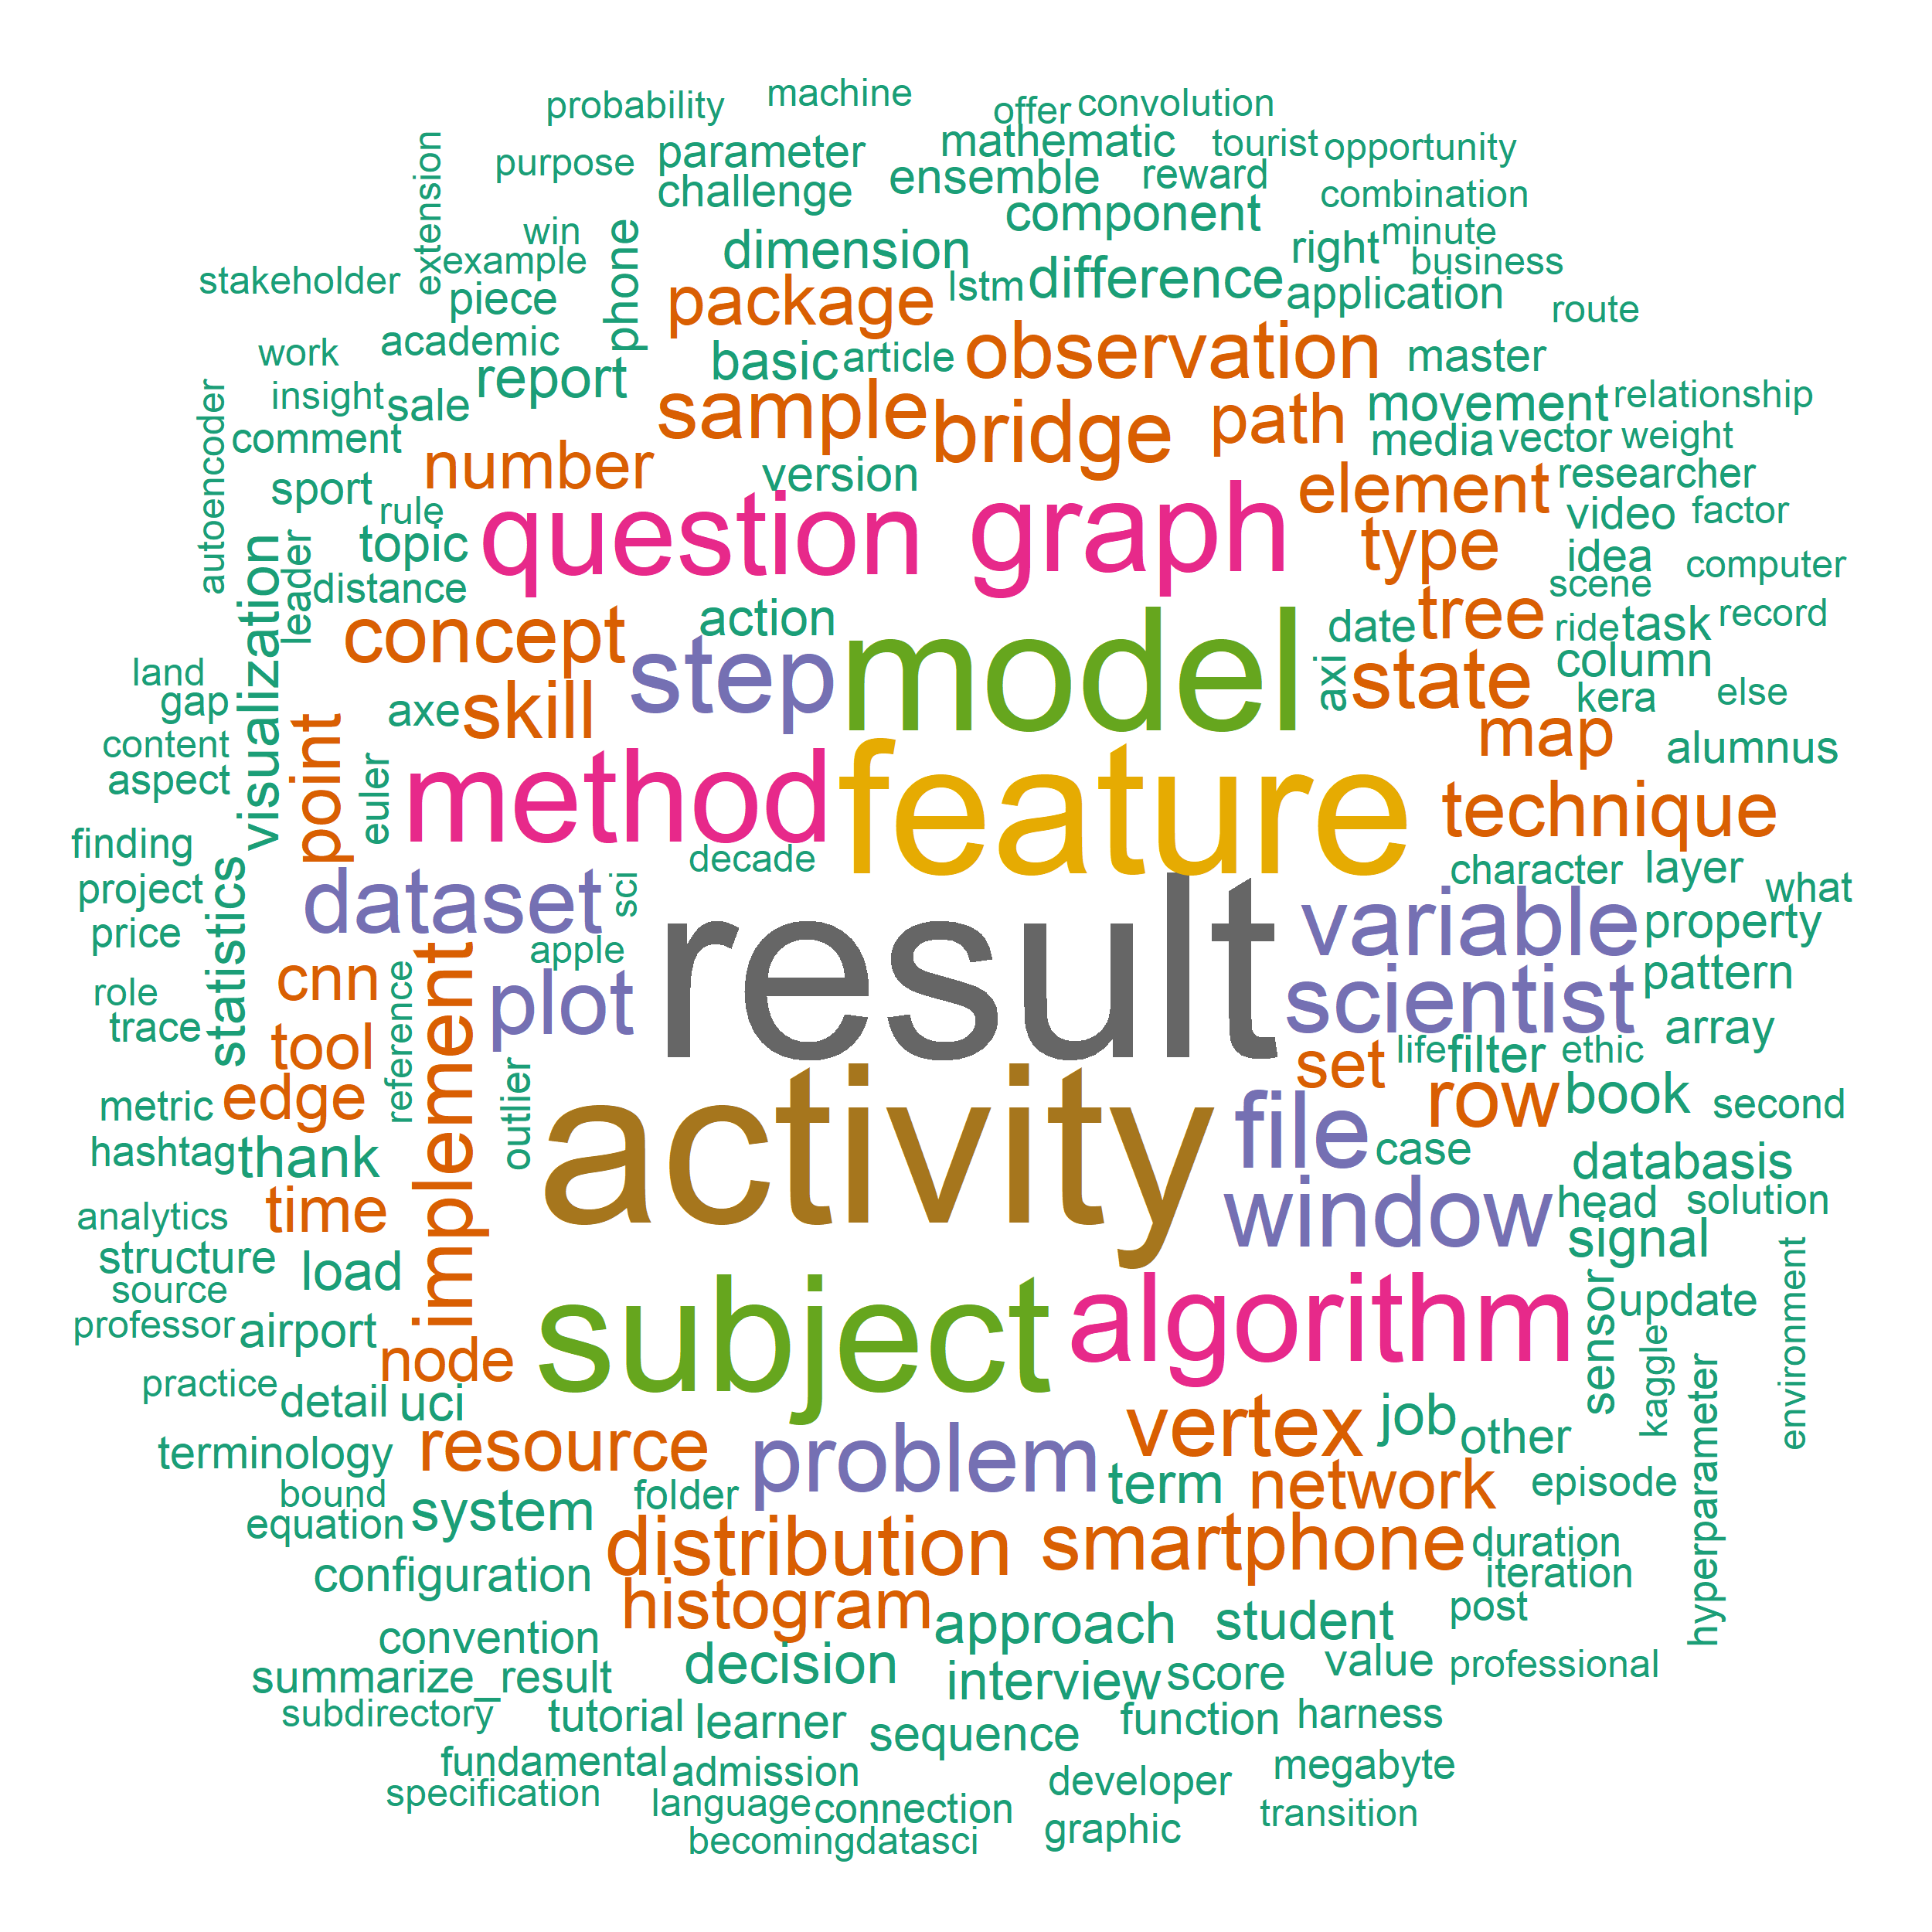 machine
probability
offer
convolution
mathematic
tourist
opportunity
extension
purpose
parameter
challenge
ensemble
reward
combination
component
win
phone
example
dimension
right
minute
business
stakeholder
piece
package
lstm
difference
application
route
work
academic
basic
article
observation
master
insight
sale
report
sample
bridge
path
movement
relationship
autoencoder
comment
number
version
media
vector
weight
sport
rule
question
graph
element
researcher
video
factor
topic
type
idea
computer
visualization
leader
distance
concept
action
step
model
date
tree
scene
ride
task
record
land
gap
axe
skill
axi
state
column
kera
else
content
aspect
point
euler
method
feature
map
alumnus
technique
finding
decade
character
layer
what
project
statistics
dataset
sci
result
variable
property
price
cnn
apple
plot
scientist
pattern
role
trace
tool
reference
implement
array
set
life
filter
ethic
metric
edge
outlier
activity
file
row
book
second
hashtag
thank
case
databasis
analytics
time
window
head
solution
structure
load
signal
source
professor
airport
node
subject
algorithm
sensor
update
environment
practice
detail
uci
kaggle
hyperparameter
terminology
resource
problem
vertex
job
other
bound
folder
term
network
episode
equation
system
distribution
smartphone
duration
configuration
iteration
histogram
approach
student
post
convention
decision
interview
score
value
professional
summarize_result
subdirectory
tutorial
learner
sequence
function
harness
fundamental
admission
developer
megabyte
specification
language
connection
graphic
transition
becomingdatasci